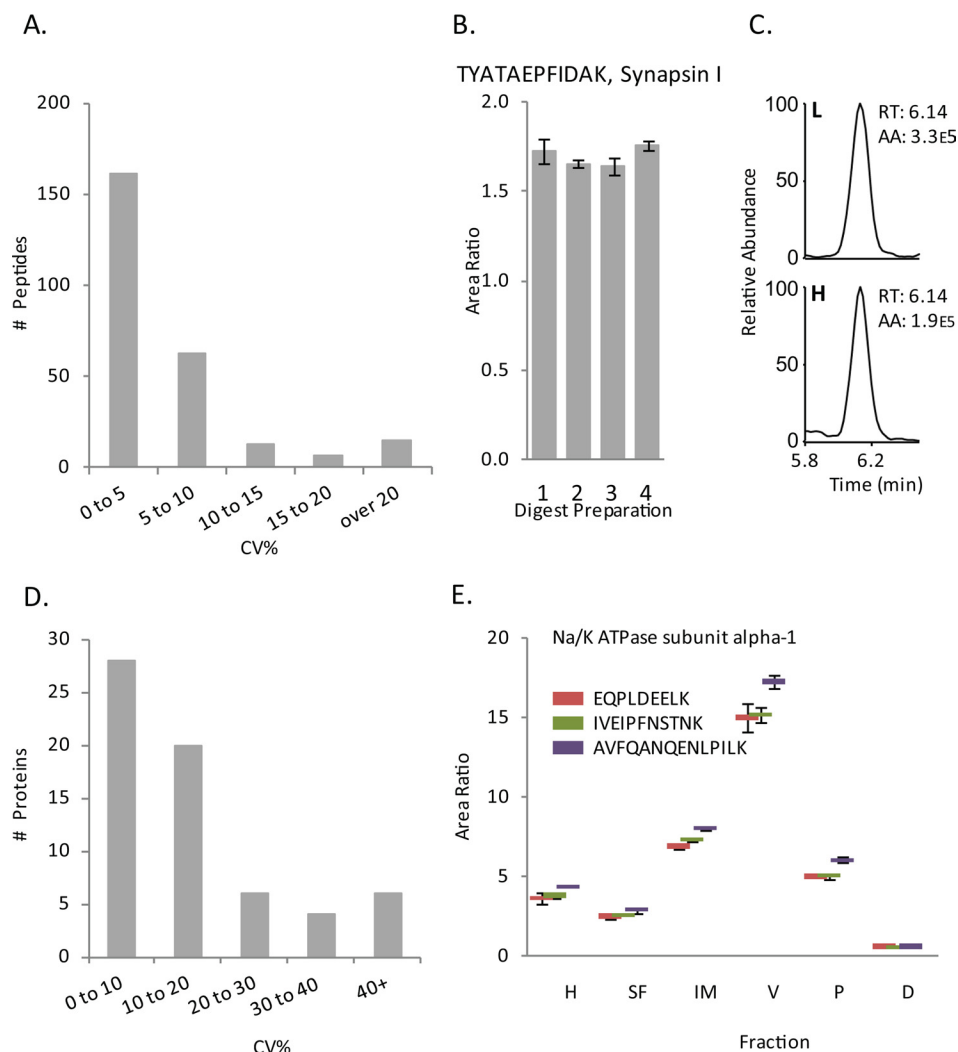 A.
200
150
100
50
0
# Peptides
0 to 5
5 to 10
10 to 15
15 to 20
over 20
CV%
B.
TYATAEPFIDAK, Synapsin I
2.0
1.5
1.0
0.5
0.0
Area Ratio
1 2 3 4
Digest Preparation
C.
L
RT: 6.14
AA: 3.3E5
100
50
0
Relative Abundance
H
RT: 6.14
AA: 1.9E5
100
50
0
5.8 6.2
Time (min)
D.
30
25
20
15
10
5
0
# Proteins
0 to 10
10 to 20
20 to 30
30 to 40
40+
CV%
E.
Na/K ATPase subunit alpha-1
EQPLDEELK
IVEIPFNSTNK
AVFQANQENLPILK
20
15
10
5
0
Area Ratio
H SF IM V P D
Fraction